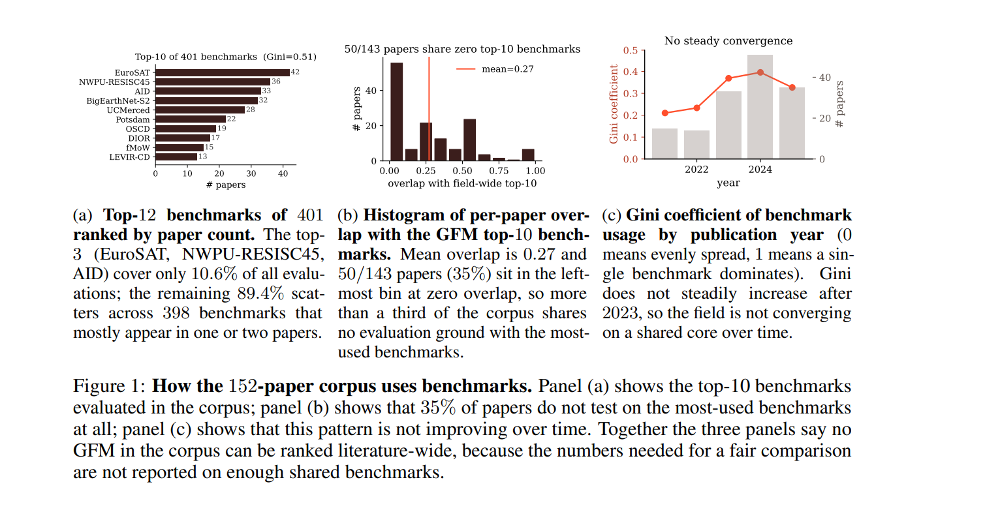 Top-10 of 401 benchmarks (Gini=0.51)
EuroSAT 42
NWPU-RESISC45 36
AID 33
BigEarthNet-S2 32
UCMerced 28
Potsdam 22
OSCD 19
DIOR 17
fMoW 15
LEVIR-CD 13
0 10 20 30 40
# papers
50/143 papers share zero top-10 benchmarks
mean=0.27
# papers
40
20
0
0.00 0.25 0.50 0.75 1.00
overlap with field-wide top-10
No steady convergence
Gini coefficient
0.5
0.4
0.3
0.2
0.1
0.0
40
20
0
# papers
2022 2024
year
(a) Top-12 benchmarks of 401
ranked by paper count. The top-
3 (EuroSAT, NWPU-RESISC45,
AID) cover only 10.6% of all evalu-
ations; the remaining 89.4% scat-
ters across 398 benchmarks that
mostly appear in one or two papers.
(b) Histogram of per-paper over-
lap with the GFM top-10 bench-
marks. Mean overlap is 0.27 and
50/143 papers (35%) sit in the left-
most bin at zero overlap, so more
than a third of the corpus shares
no evaluation ground with the most-
used benchmarks.
(c) Gini coefficient of benchmark
usage by publication year (0
means evenly spread, 1 means a sin-
gle benchmark dominates). Gini
does not steadily increase after
2023, so the field is not converging
on a shared core over time.
Figure 1: How the 152-paper corpus uses benchmarks. Panel (a) shows the top-10 benchmarks
evaluated in the corpus; panel (b) shows that 35% of papers do not test on the most-used benchmarks
at all; panel (c) shows that this pattern is not improving over time. Together the three panels say no
GFM in the corpus can be ranked literature-wide, because the numbers needed for a fair comparison
are not reported on enough shared benchmarks.